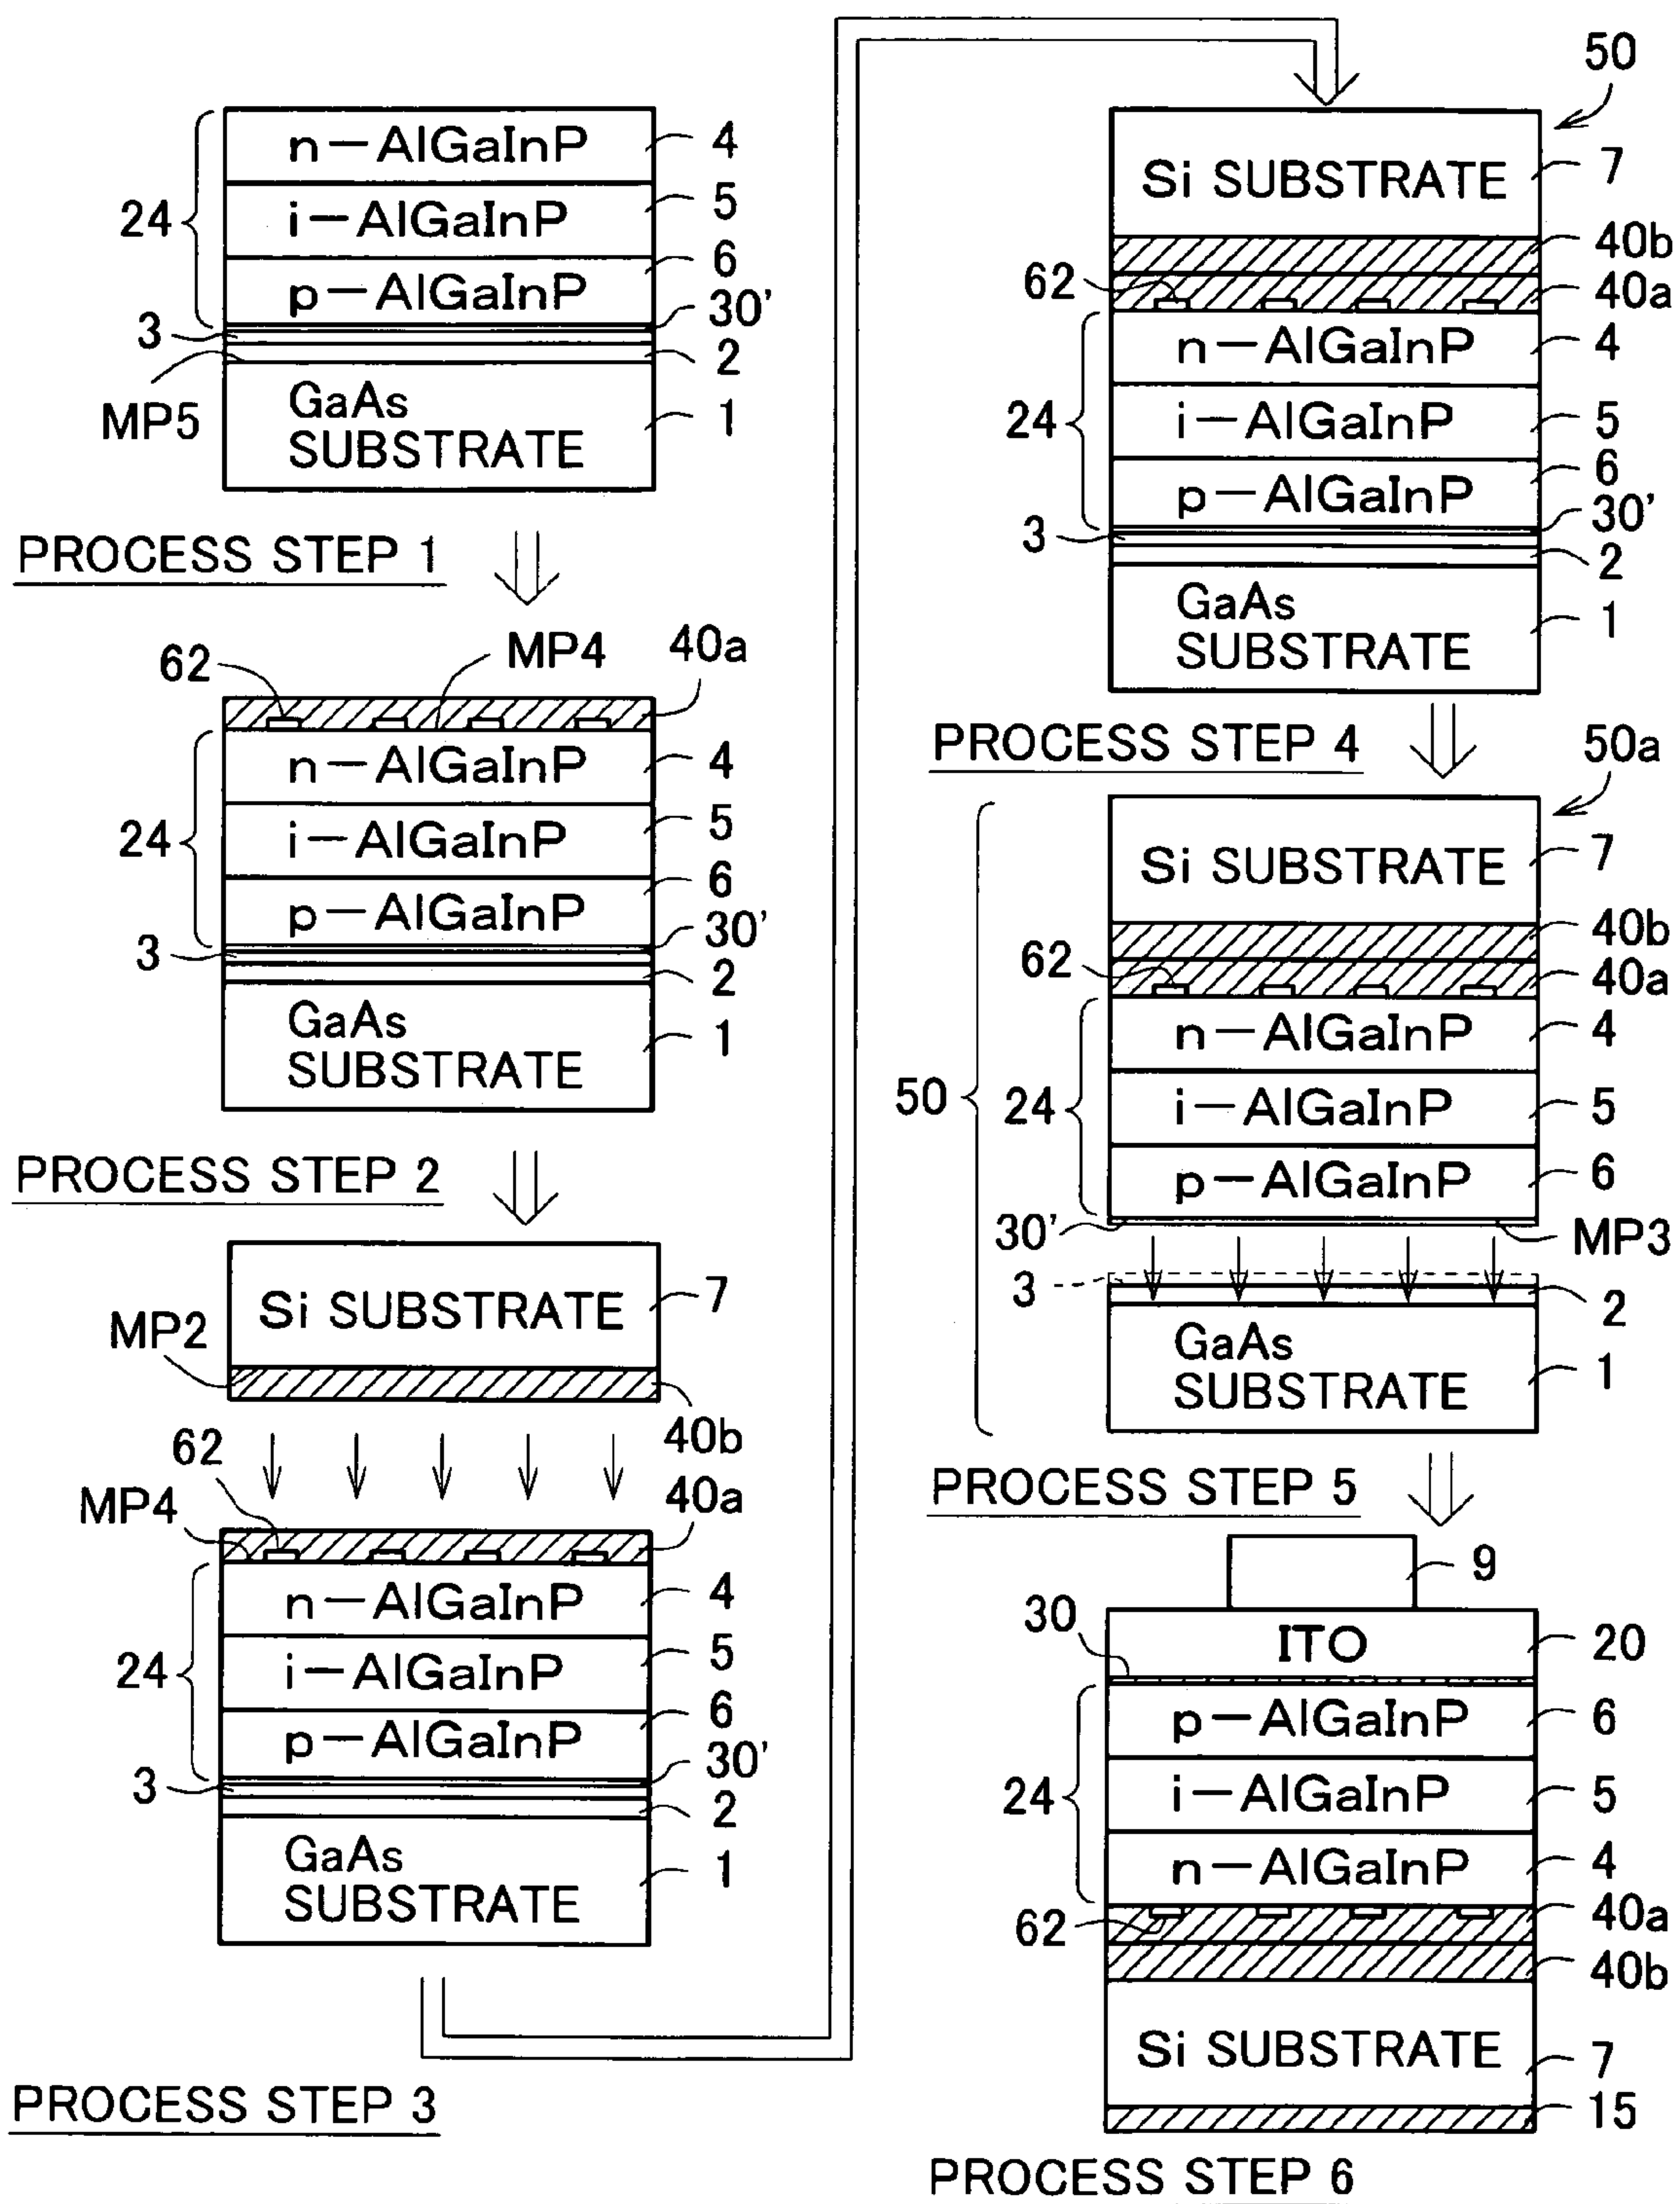 n-AlGaInP
4
24
i-AlGaInP
5
6
p-AlGaInP
30'
3
2
MP5
GaAs
SUBSTRATE
1
PROCESS STEP 1
62
MP4
40a
n-AlGaInP
4
24
i-AlGaInP
5
6
p-AlGaInP
30'
3
2
GaAs
SUBSTRATE
1
PROCESS STEP 2
Si SUBSTRATE
7
MP2
40b
62
MP4
40a
n-AlGaInP
4
24
i-AlGaInP
5
6
p-AlGaInP
30'
3
2
GaAs
SUBSTRATE
1
PROCESS STEP 3
50
Si SUBSTRATE
7
40b
62
40a
n-AlGaInP
4
24
i-AlGaInP
5
6
p-AlGaInP
30'
3
2
GaAs
SUBSTRATE
1
PROCESS STEP 4
50a
Si SUBSTRATE
7
40b
62
40a
n-AlGaInP
4
50
24
i-AlGaInP
5
p-AlGaInP
6
30'
MP3
3
2
GaAs
SUBSTRATE
1
PROCESS STEP 5
9
30
ITO
20
p-AlGaInP
6
24
i-AlGaInP
5
n-AlGaInP
4
62
40a
40b
Si SUBSTRATE
7
15
PROCESS STEP 6